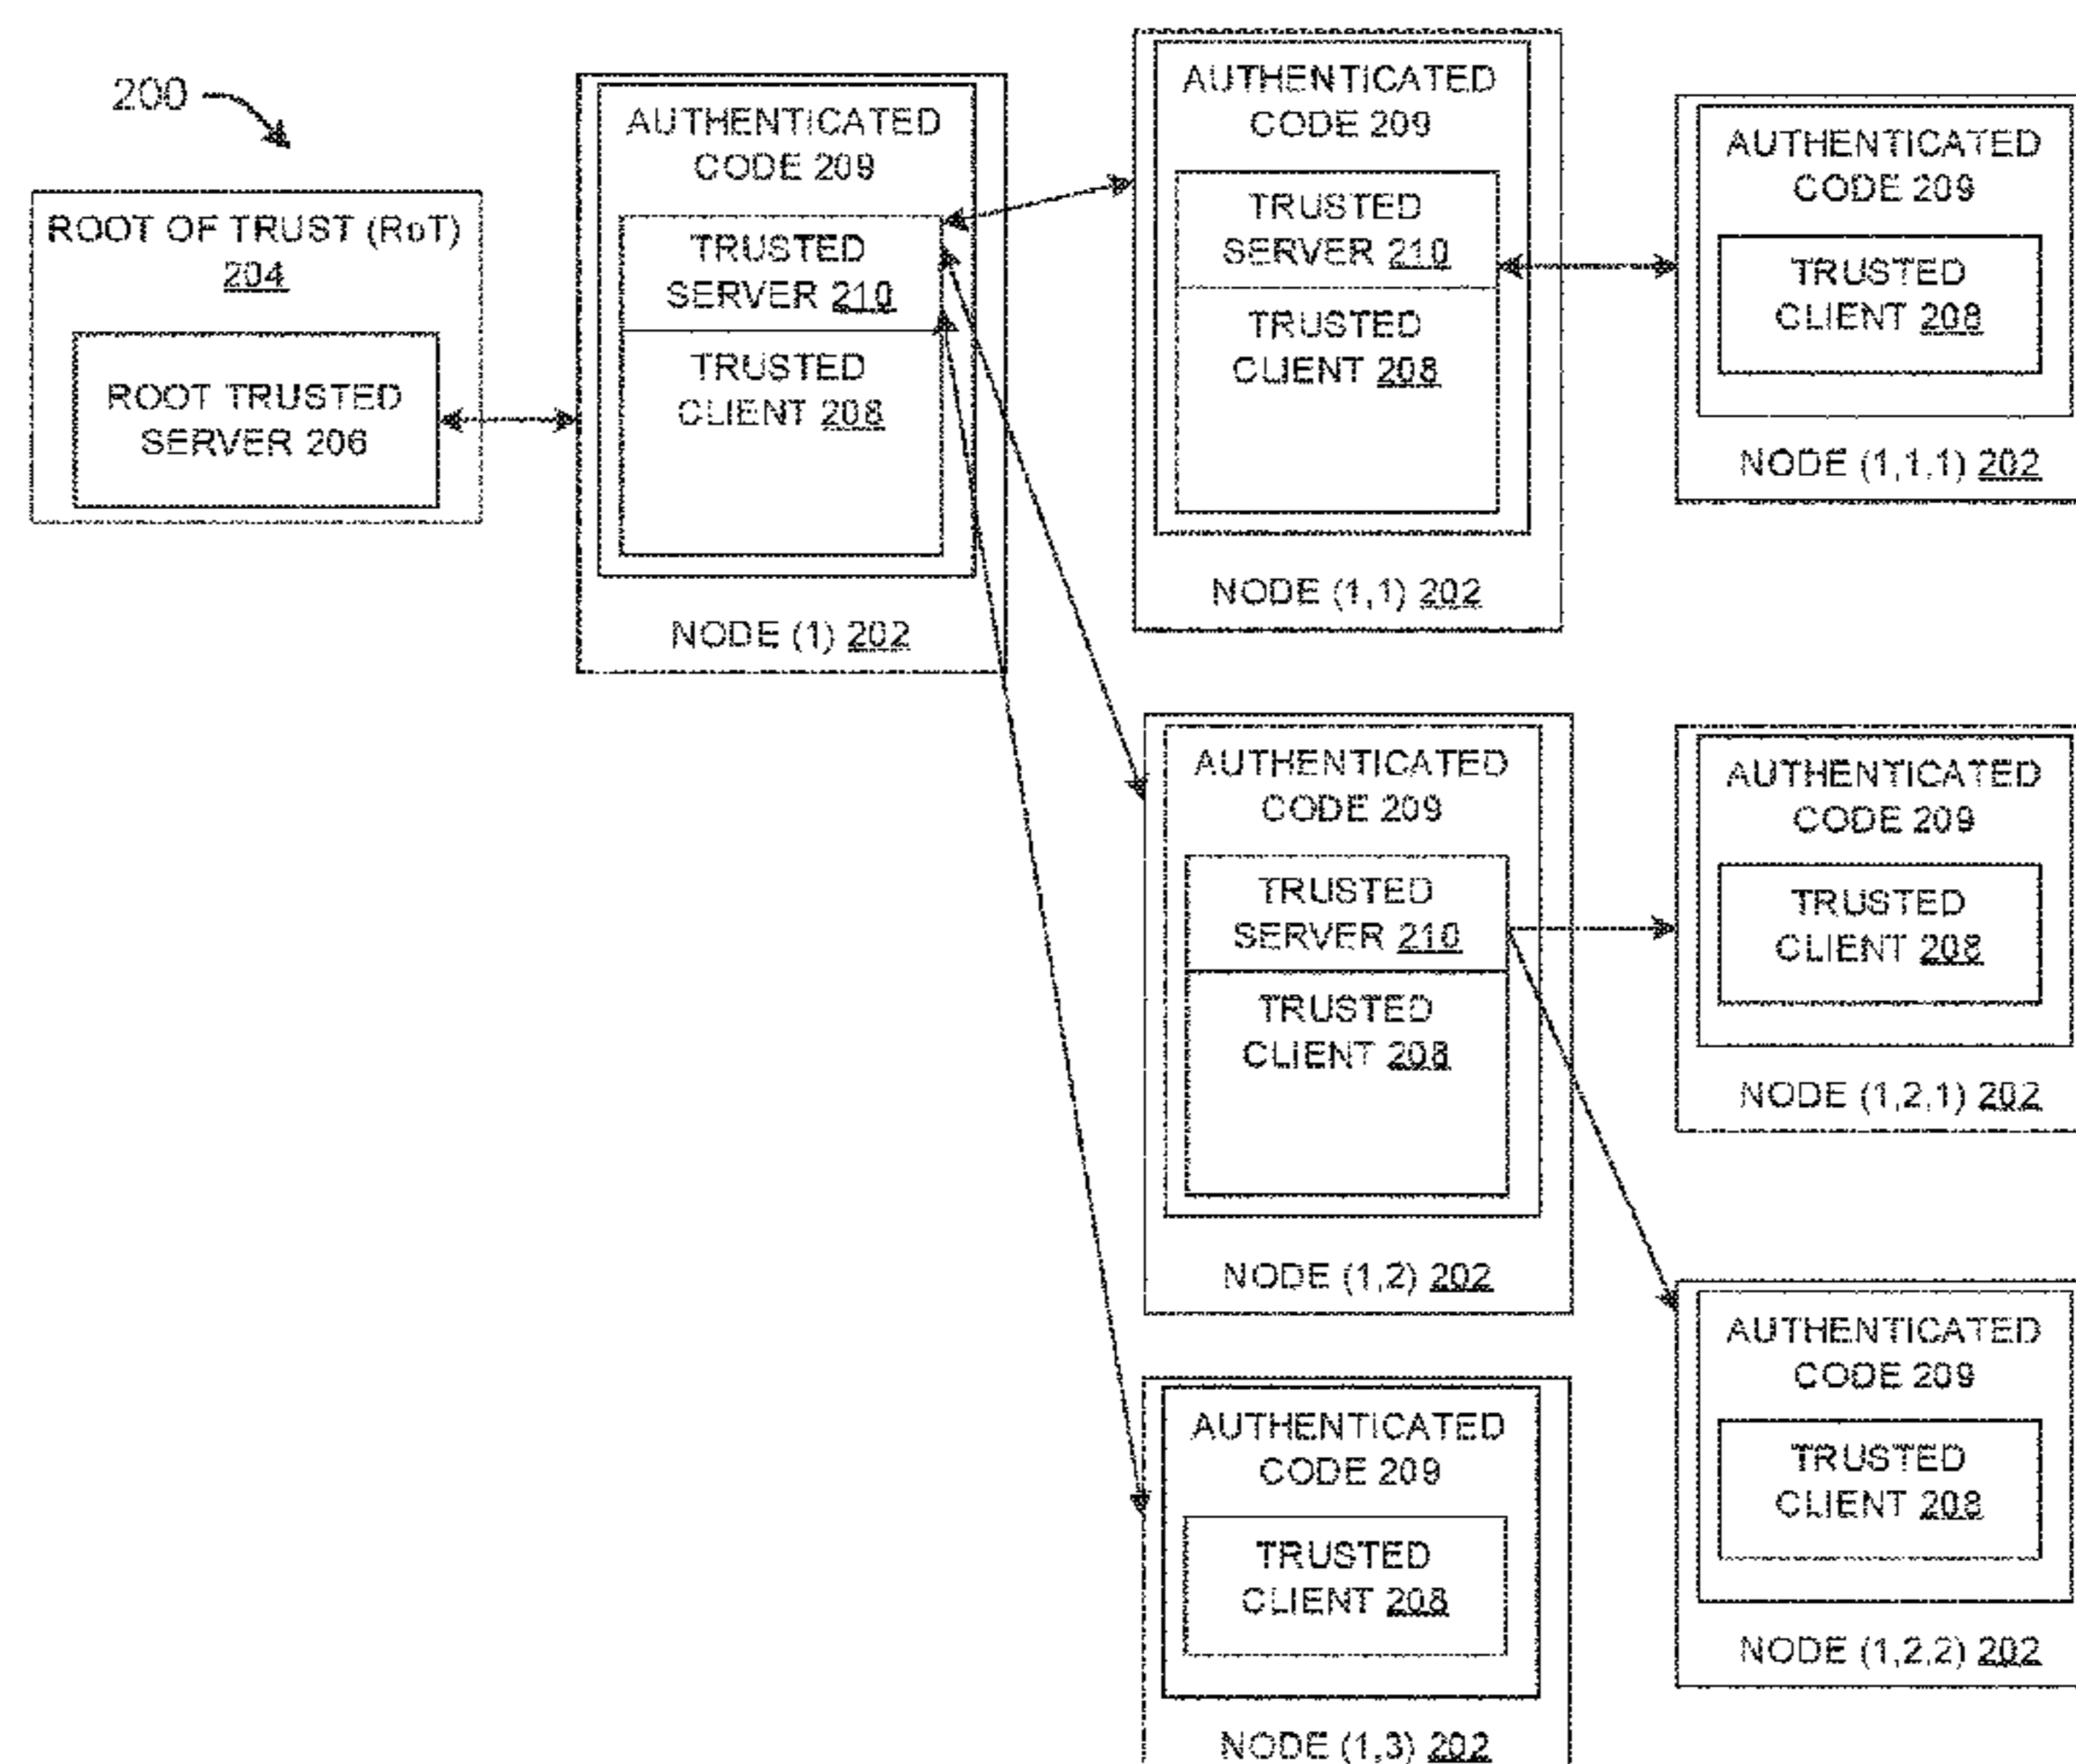 200
ROOT OF TRUST (RoT)
204
ROOT TRUSTED
SERVER 206
AUTHENTICATED
CODE 209
TRUSTED
SERVER 210
TRUSTED
CLIENT 208
NODE (1) 202
AUTHENTICATED
CODE 209
TRUSTED
SERVER 210
TRUSTED
CLIENT 208
NODE (1,1) 202
AUTHENTICATED
CODE 209
TRUSTED
CLIENT 208
NODE (1,1,1) 202
AUTHENTICATED
CODE 209
TRUSTED
SERVER 210
TRUSTED
CLIENT 208
NODE (1,2) 202
AUTHENTICATED
CODE 209
TRUSTED
CLIENT 208
NODE (1,2,1) 202
AUTHENTICATED
CODE 209
TRUSTED
CLIENT 208
NODE (1,2,2) 202
AUTHENTICATED
CODE 209
TRUSTED
CLIENT 208
NODE (1,3) 202